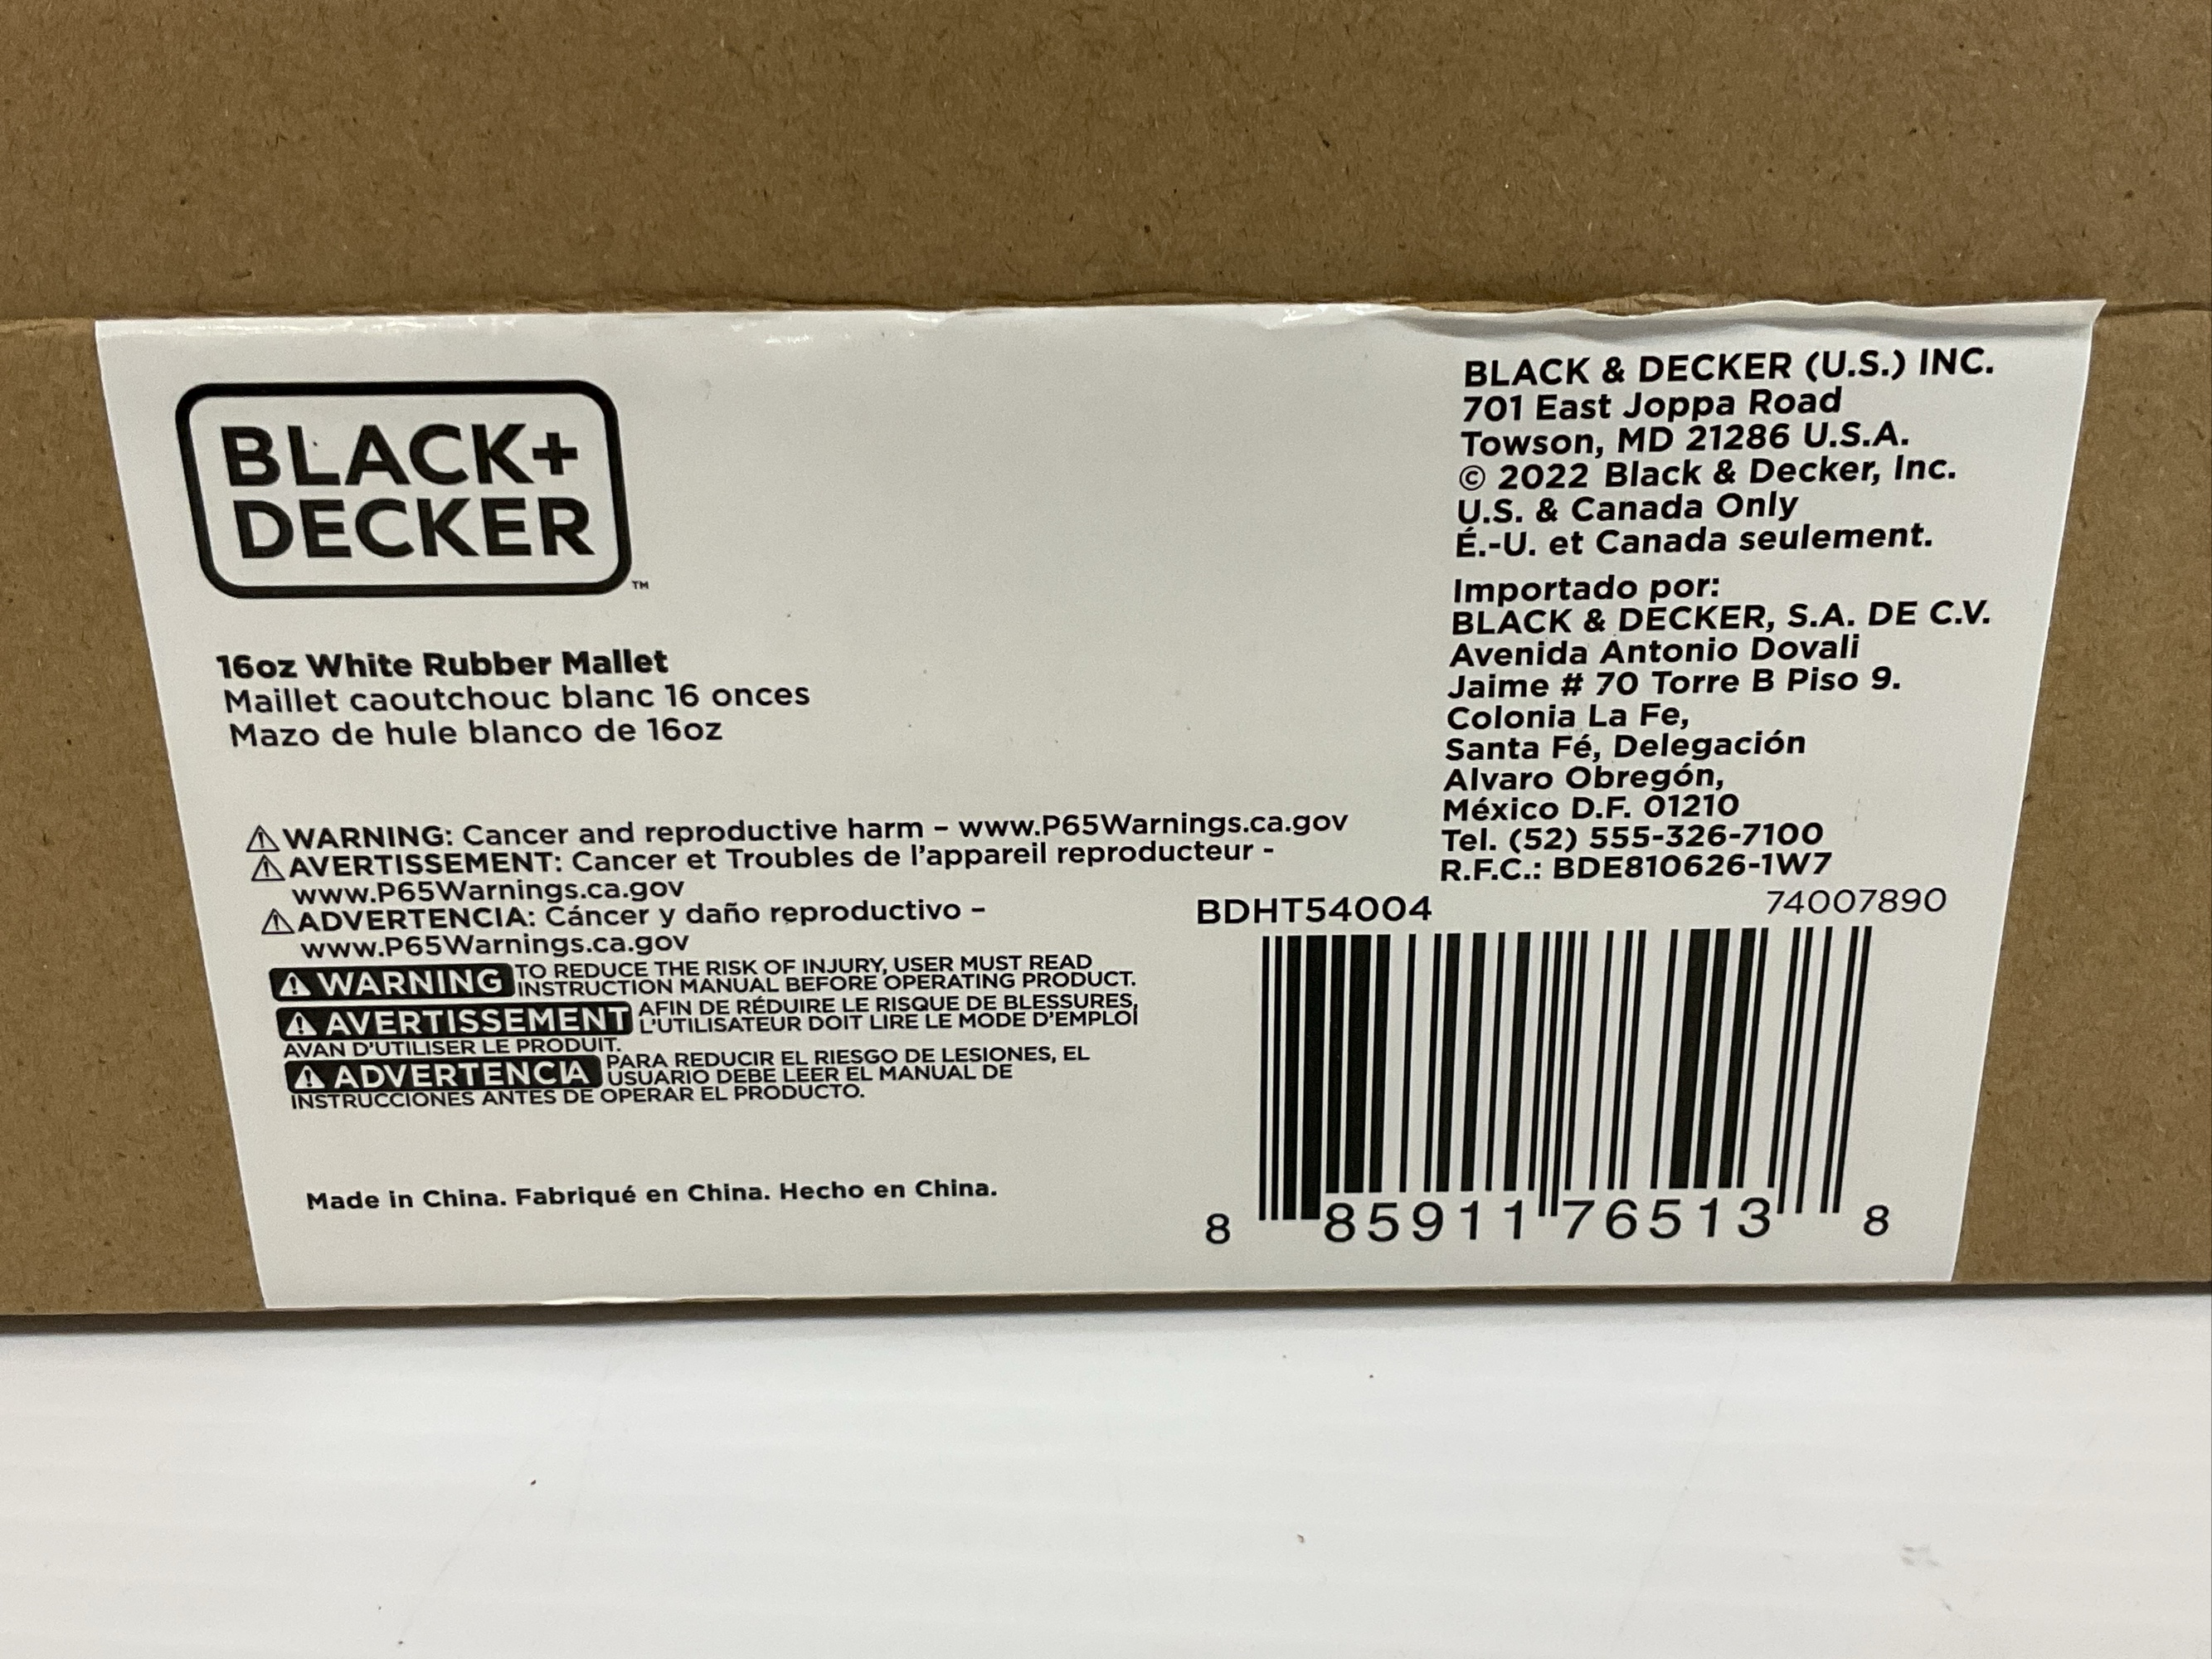 BLACK+
DECKER
™
16oz White Rubber Mallet
Maillet caoutchouc blanc 16 onces
Mazo de hule blanco de 16oz
⚠WARNING: Cancer and reproductive harm – www.P65Warnings.ca.gov
⚠AVERTISSEMENT: Cancer et Troubles de l'appareil reproducteur -
www.P65Warnings.ca.gov
⚠ADVERTENCIA: Cáncer y daño reproductivo –
www.P65Warnings.ca.gov
⚠ WARNING TO REDUCE THE RISK OF INJURY, USER MUST READ
INSTRUCTION MANUAL BEFORE OPERATING PRODUCT.
⚠ AVERTISSEMENT AFIN DE RÉDUIRE LE RISQUE DE BLESSURES,
L'UTILISATEUR DOIT LIRE LE MODE D'EMPLOI
AVAN D'UTILISER LE PRODUIT.
⚠ ADVERTENCIA PARA REDUCIR EL RIESGO DE LESIONES, EL
USUARIO DEBE LEER EL MANUAL DE
INSTRUCCIONES ANTES DE OPERAR EL PRODUCTO.
Made in China. Fabriqué en China. Hecho en China.
BLACK & DECKER (U.S.) INC.
701 East Joppa Road
Towson, MD 21286 U.S.A.
© 2022 Black & Decker, Inc.
U.S. & Canada Only
É.-U. et Canada seulement.
Importado por:
BLACK & DECKER, S.A. DE C.V.
Avenida Antonio Dovali
Jaime # 70 Torre B Piso 9.
Colonia La Fe,
Santa Fé, Delegación
Alvaro Obregón,
México D.F. 01210
Tel. (52) 555-326-7100
R.F.C.: BDE810626-1W7
BDHT54004 74007890
8 85911 76513 8